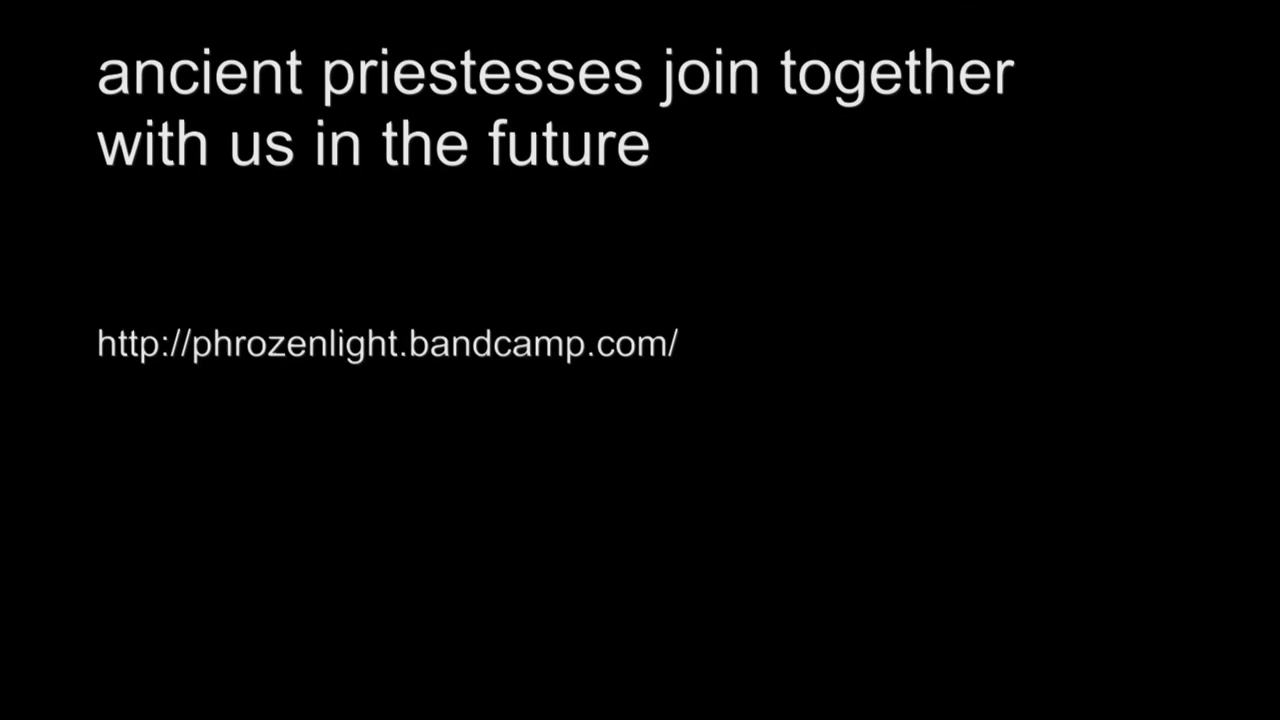 ancient priestesses join together
with us in the future
http://phrozenlight.bandcamp.com/